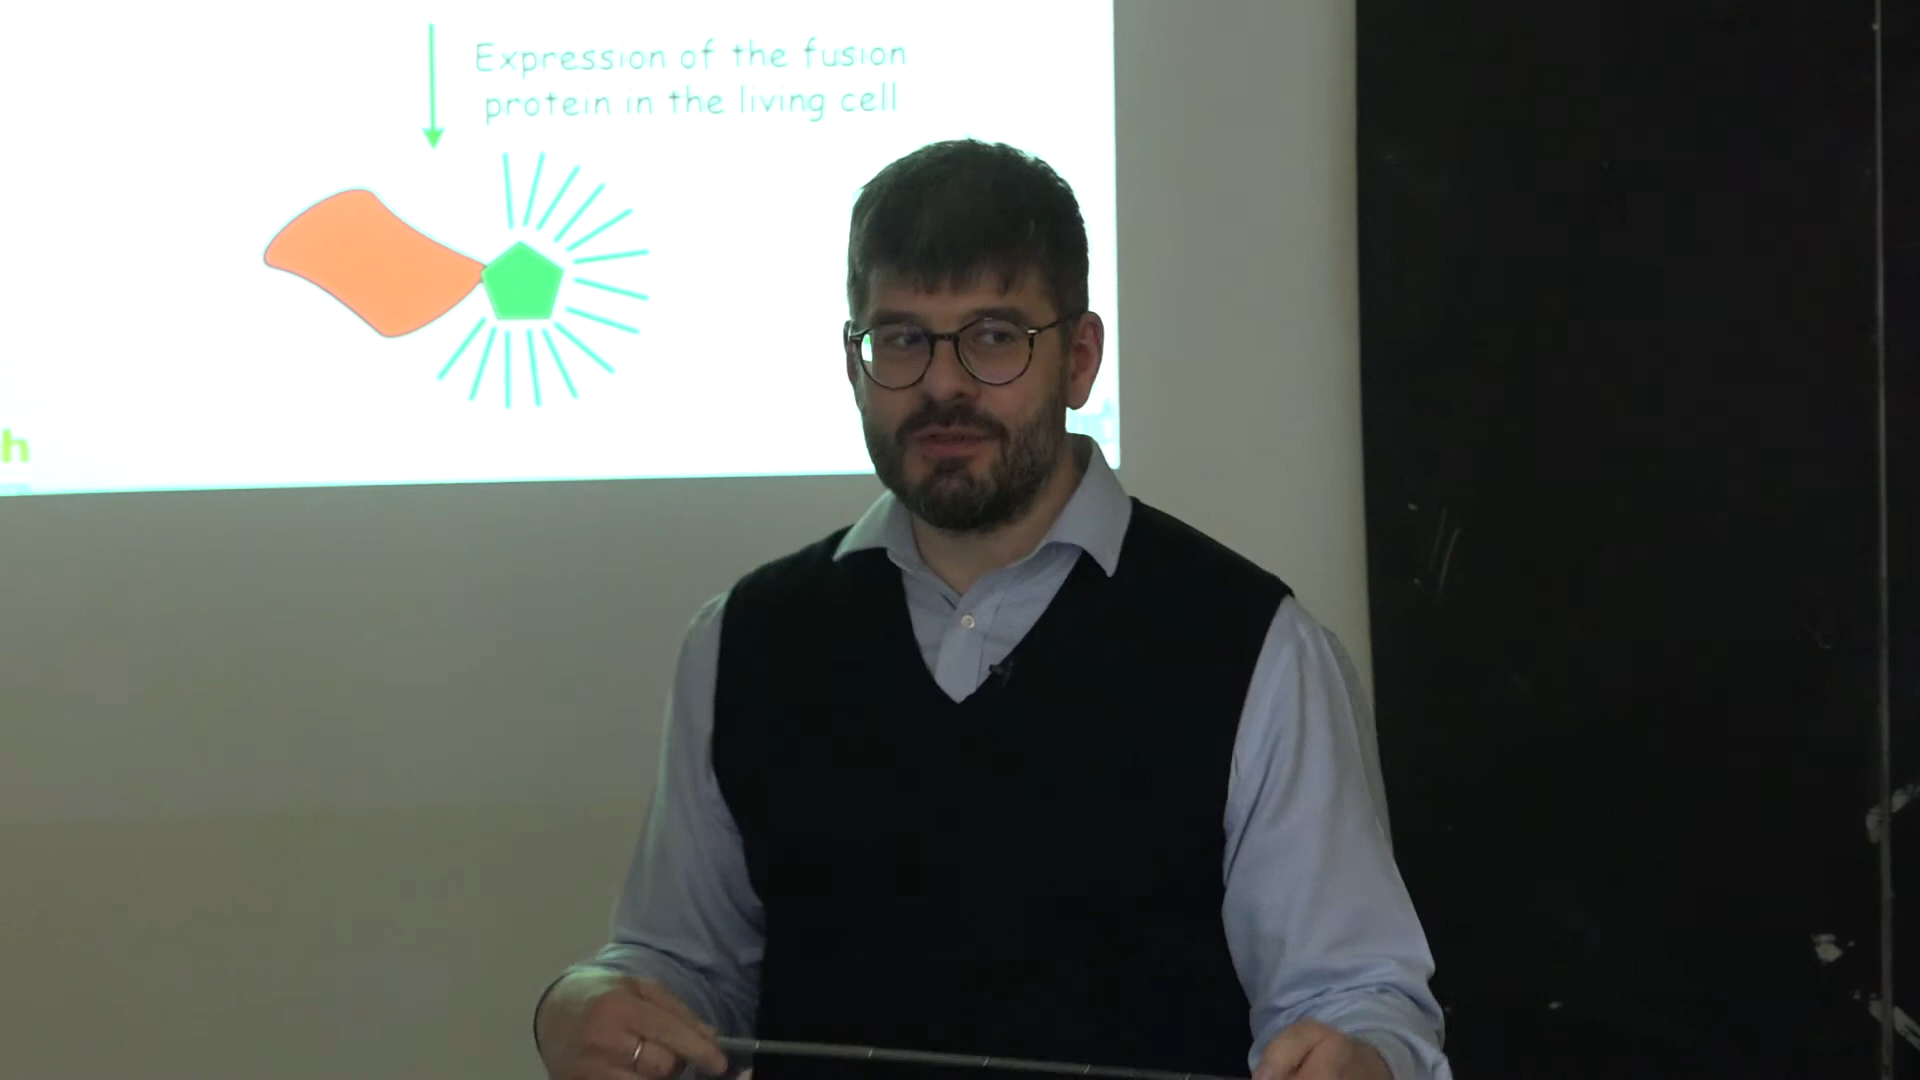 Expression of the fusion
protein in the living cell
h